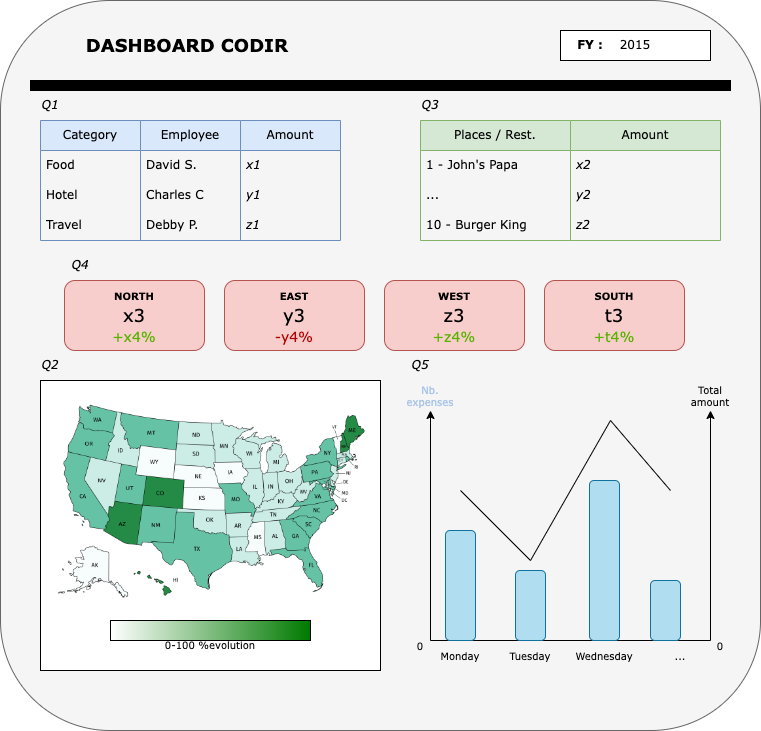 DASHBOARD CODIR
FY : 2015
Q1
Category Employee Amount
Food David S. x1
Hotel Charles C y1
Travel Debby P. z1
Q3
Places / Rest. Amount
1 - John's Papa x2
... y2
10 - Burger King z2
Q4
NORTH
x3
+x4%
EAST
y3
-y4%
WEST
z3
+z4%
SOUTH
t3
+t4%
Q2
WA
MT
ND
MN
OR
ID
SD
WI
MI
NY
VT
ME
WY
IA
NE
PA
RI
NJ
NV
UT
CO
KS
MO
IL
IN
OH
WV
VA
DE
MD
DC
CA
KY
NC
TN
SC
AZ
NM
OK
AR
MS
AL
GA
TX
LA
FL
AK
HI
0-100 %evolution
Q5
Nb.
expenses
Total
amount
0
0
Monday Tuesday Wednesday ...